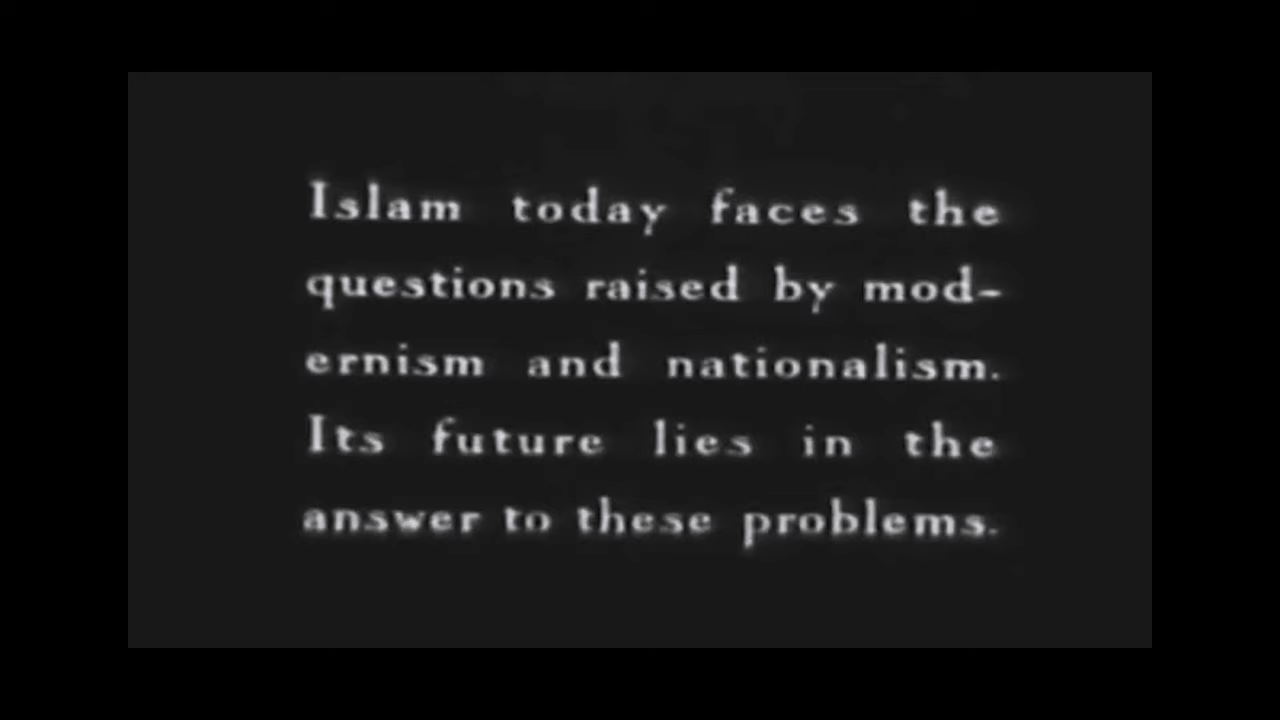 Islam today faces the
questions raised by mod-
ernism and nationalism.
Its future lies in the
answer to these problems.